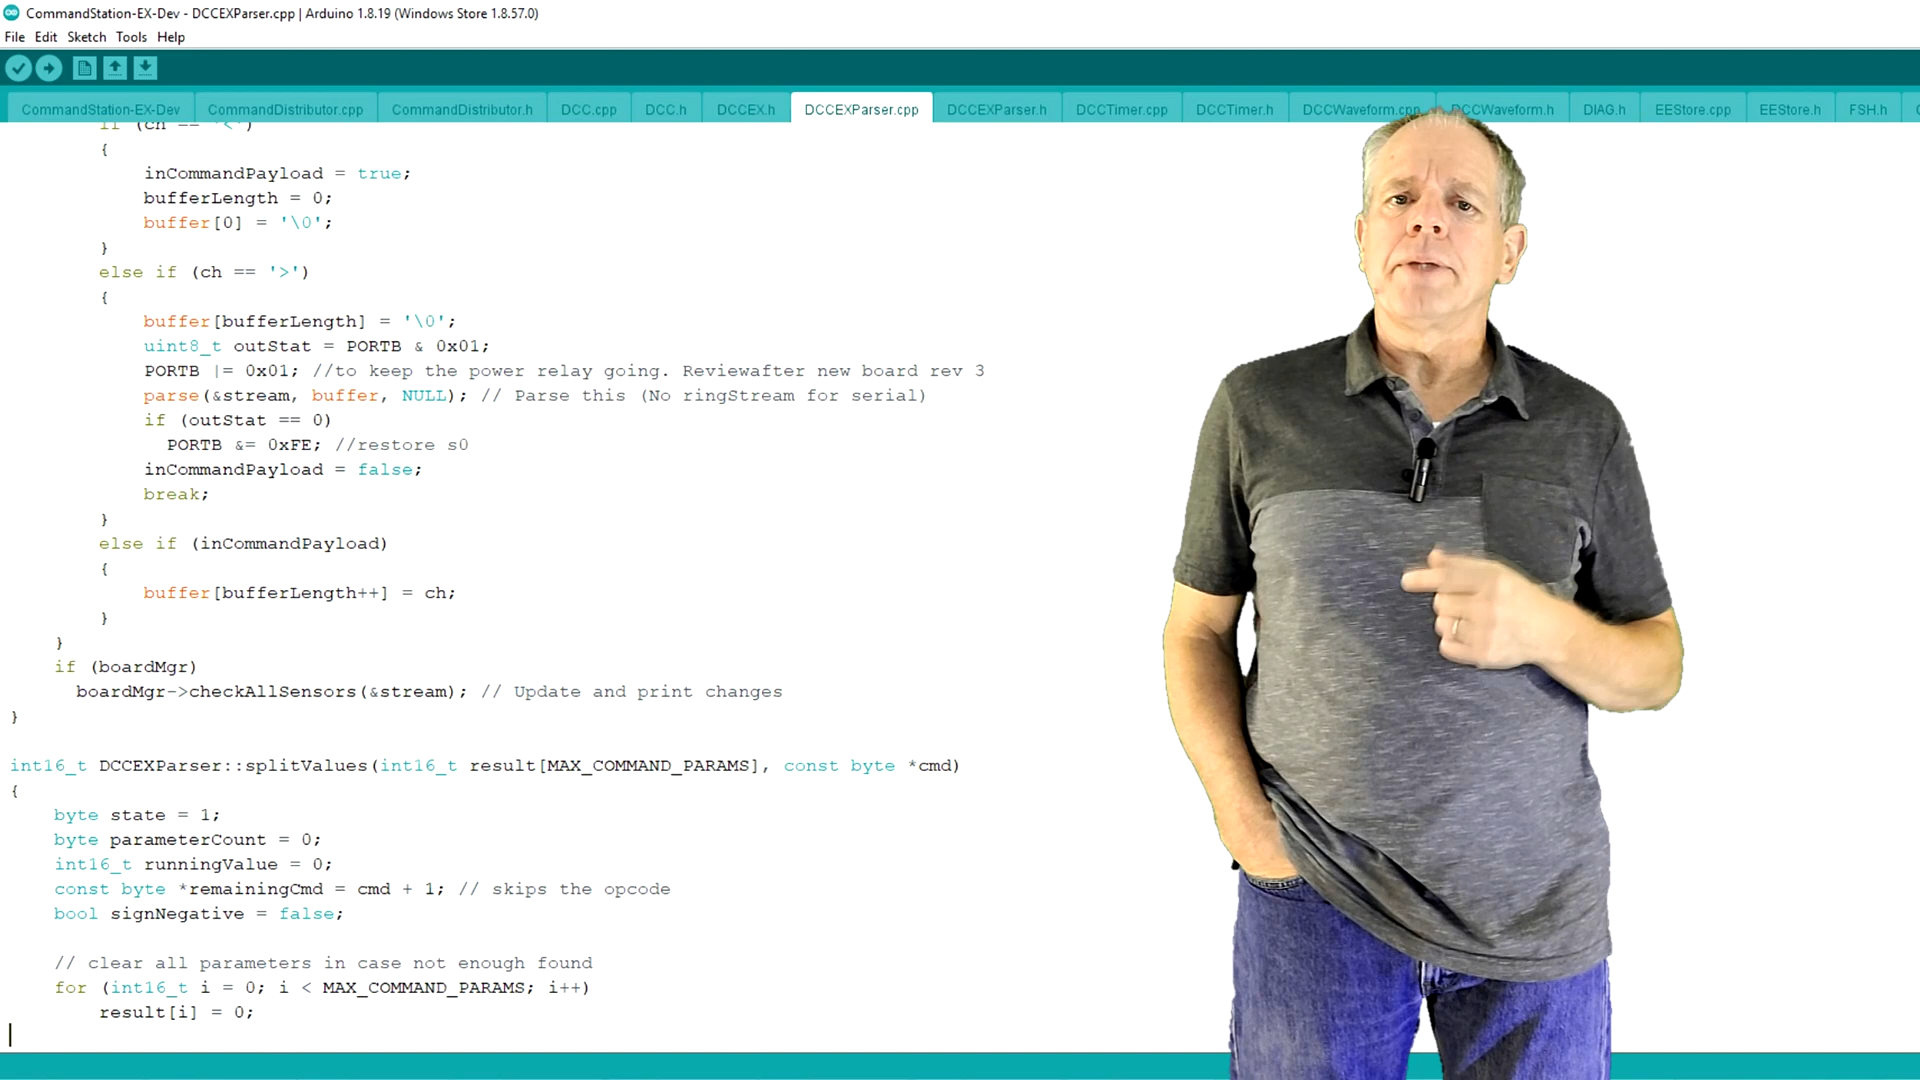 CommandStation-EX-Dev - DCCEXParser.cpp | Arduino 1.8.19 (Windows Store 1.8.57.0)
File Edit Sketch Tools Help
CommandStation-EX-Dev CommandDistributor.cpp CommandDistributor.h DCC.cpp DCC.h DCCEX.h DCCEXParser.cpp DCCEXParser.h DCCTimer.cpp DCCTimer.h DCCWaveform.cpp DCCWaveform.h DIAG.h EEStore.cpp EEStore.h FSH.h
if (ch == '<')
{
inCommandPayload = true;
bufferLength = 0;
buffer[0] = '\0';
}
else if (ch == '>')
{
buffer[bufferLength] = '\0';
uint8_t outStat = PORTB & 0x01;
PORTB |= 0x01; //to keep the power relay going. Reviewafter new board rev 3
parse(&stream, buffer, NULL); // Parse this (No ringStream for serial)
if (outStat == 0)
PORTB &= 0xFE; //restore s0
inCommandPayload = false;
break;
}
else if (inCommandPayload)
{
buffer[bufferLength++] = ch;
}
}
if (boardMgr)
boardMgr->checkAllSensors(&stream); // Update and print changes
}
int16_t DCCEXParser::splitValues(int16_t result[MAX_COMMAND_PARAMS], const byte *cmd)
{
byte state = 1;
byte parameterCount = 0;
int16_t runningValue = 0;
const byte *remainingCmd = cmd + 1; // skips the opcode
bool signNegative = false;
// clear all parameters in case not enough found
for (int16_t i = 0; i < MAX_COMMAND_PARAMS; i++)
result[i] = 0;